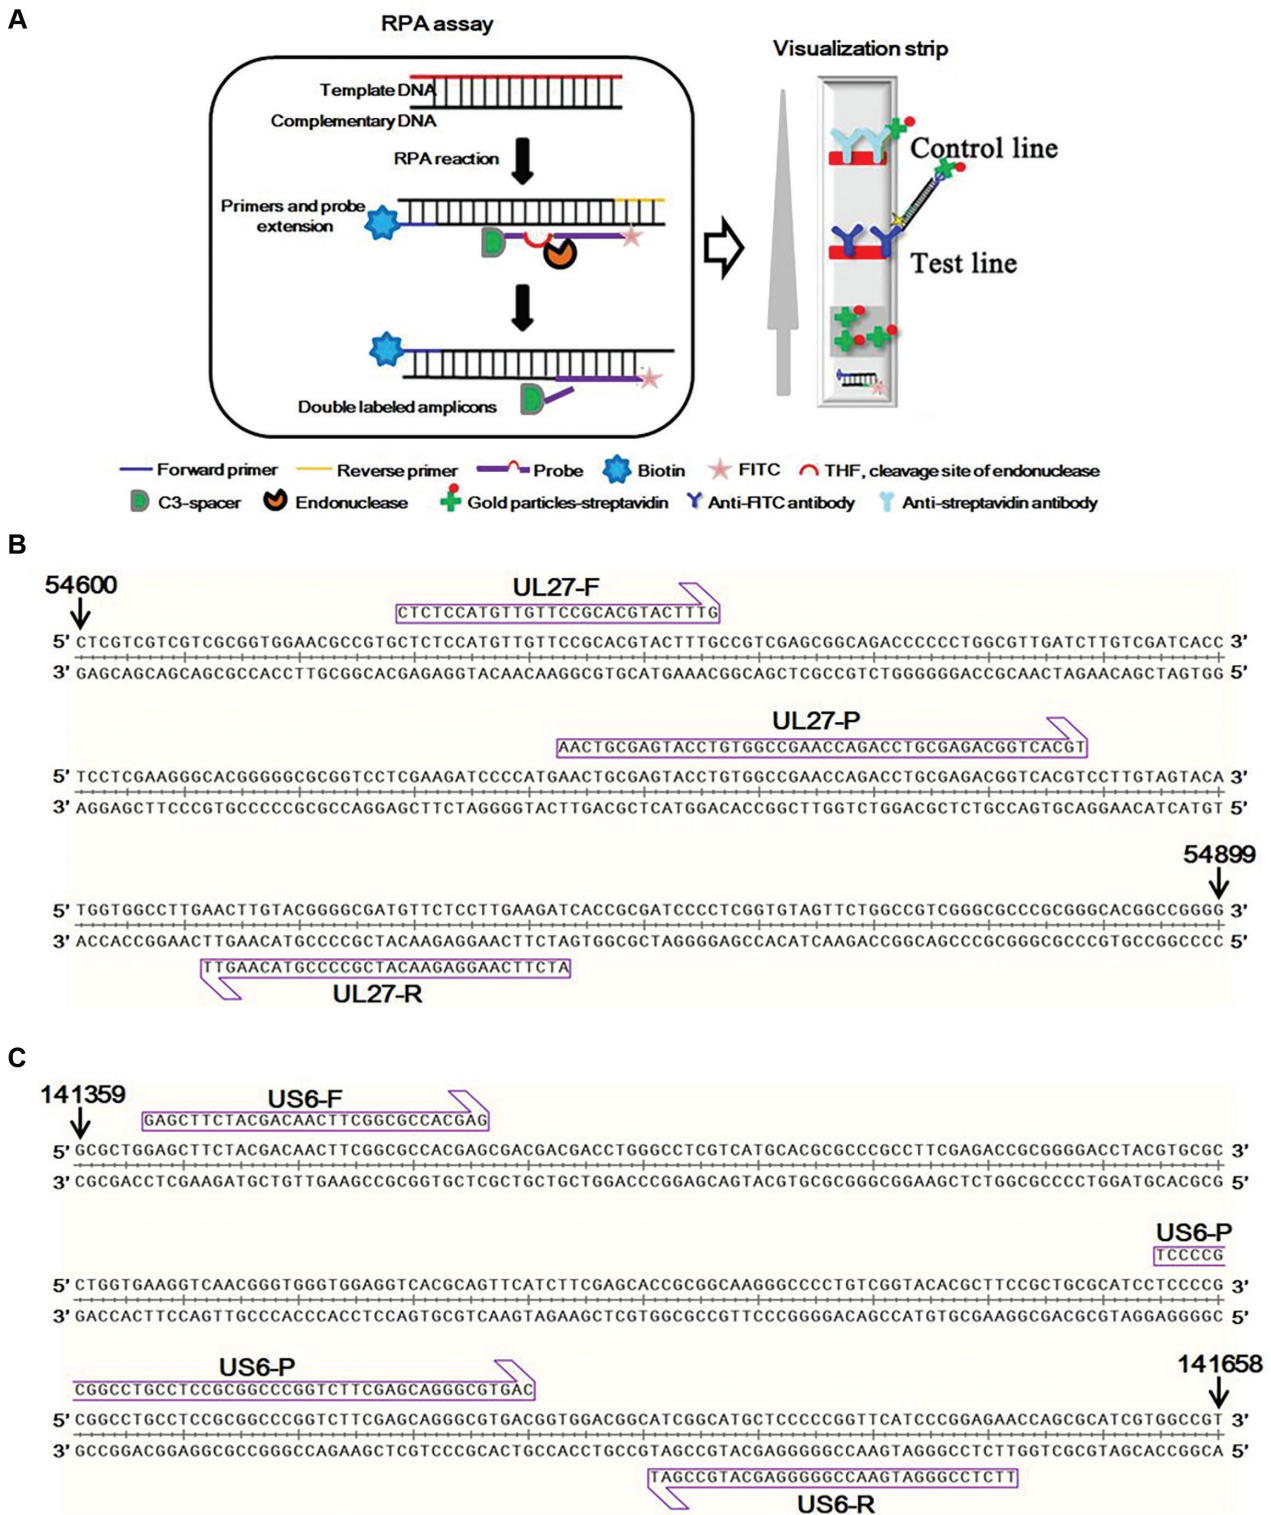 A
RPA assay
Visualization strip
Template DNA
Complementary DNA
RPA reaction
Control line
Primers and probe
extension
Test line
Double labeled amplicons
Forward primer
Reverse primer
Probe
Biotin
FITC
THF, cleavage site of endonuclease
C3-spacer
Endonuclease
Gold particles-streptavidin
Anti-FITC antibody
Anti-streptavidin antibody
B
54600
UL27-F
CTCTCCATGTTGTTCCGCACGTACTTTG
5' CTCGTCGTCGTCGCGGTGGAACGCCGTGCTCTCCATGTTGTTCCGCACGTACTTTGCCGTCGAGCGGCAGACCCCCCTGGCGTTGATCTTGTCGATCACC 3'
3' GAGCAGCAGCAGCGCCACCTTGCGGCACGAGAGGTACAACAAGGCGTGCATGAAACGGCAGCTCGCCGTCTGGGGGGACCGCAACTAGAACAGCTAGTGG 5'
UL27-P
AACTGCGAGTACCTGTGGCCGAACCAGACCTGCGAGACGGTCACGT
5' TCCTCGAAGGGCACGGGGGCGCGGTCCTCGAAGATCCCCATGAACTGCGAGTACCTGTGGCCGAACCAGACCTGCGAGACGGTCACGTCCTTGTAGTACA 3'
3' AGGAGCTTCCCGTGCCCCCGCGCCAGGAGCTTCTAGGGGTACTTGACGCTCATGGACACCGGCTTGGTCTGGACGCTCTGCCAGTGCAGGAACATCATGT 5'
54899
5' TGGTGGCCTTGAACTTGTACGGGGCGATGTTCTCCTTGAAGATCACCGCGATCCCCTCGGTGTAGTTCTGGCCGTCGGGCGCCCGCGGGCACGGCCGGGG 3'
3' ACCACCGGAACTTGAACATGCCCCGCTACAAGAGGAACTTCTAGTGGCGCTAGGGGAGCCACATCAAGACCGGCAGCCCGCGGGCGCCCGTGCCGGCCCC 5'
TTGAACATGCCCCGCTACAAGAGGAACTTCTA
UL27-R
C
141359
US6-F
GAGCTTCTACGACAACTTCGGCGCCACGAG
5' GCGCTGGAGCTTCTACGACAACTTCGGCGCCACGAGCGACGACGACCTGGGCCTCGTCATGCACGCGCCCGCCTTCGAGACCGCGGGGACCTACGTGCGC 3'
3' CGCGACCTCGAAGATGCTGTTGAAGCCGCGGTGCTCGCTGCTGCTGGACCCGGAGCAGTACGTGCGCGGGCGGAAGCTCTGGCGCCCCTGGATGCACGCG 5'
US6-P
TCCCCG
5' CTGGTGAAGGTCAACGGGTGGGTGGAGGTCACGCAGTTCATCTTCGAGCACCGCGGCAAGGGCCCCTGTCGGTACACGCTTCCGCTGCGCATCCTCCCCG 3'
3' GACCACTTCCAGTTGCCCACCCACCTCCAGTGCGTCAAGTAGAAGCTCGTGGCGCCGTTCCCGGGGACAGCCATGTGCGAAGGCGACGCGTAGGAGGGGC 5'
US6-P
141658
CGGCCTGCCTCCGCGGCCCGGTCTTCGAGCAGGGCGTGAC
5' CGGCCTGCCTCCGCGGCCCGGTCTTCGAGCAGGGCGTGACGGTGGACGGCATCGGCATGCTCCCCCGGTTCATCCCGGAGAACCAGCGCATCGTGGCCGT 3'
3' GCCGGACGGAGGCGCCGGGCCAGAAGCTCGTCCCGCACTGCCACCTGCCGTAGCCGTACGAGGGGGCCAAGTAGGGCCTCTTGGTCGCGTAGCACCGGCA 5'
TAGCCGTACGAGGGGGCCAAGTAGGGCCTCTT
US6-R